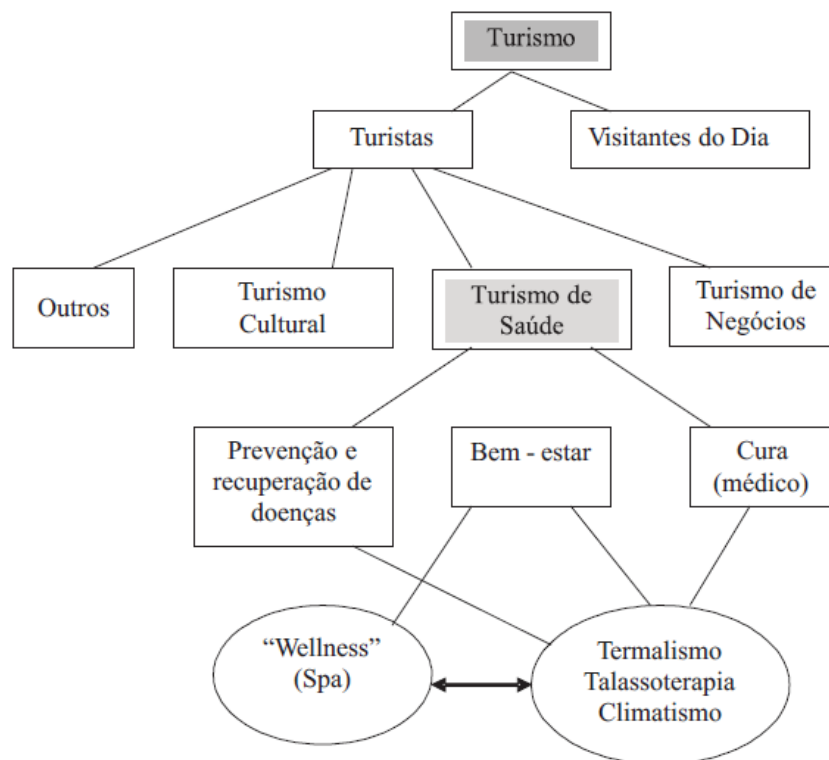 Turismo
Turistas
Visitantes do Dia
Outros
Turismo
Cultural
Turismo de
Saúde
Turismo de
Negócios
Prevenção e
recuperação de
doenças
Bem - estar
Cura
(médico)
“Wellness”
(Spa)
Termalismo
Talassoterapia
Climatismo